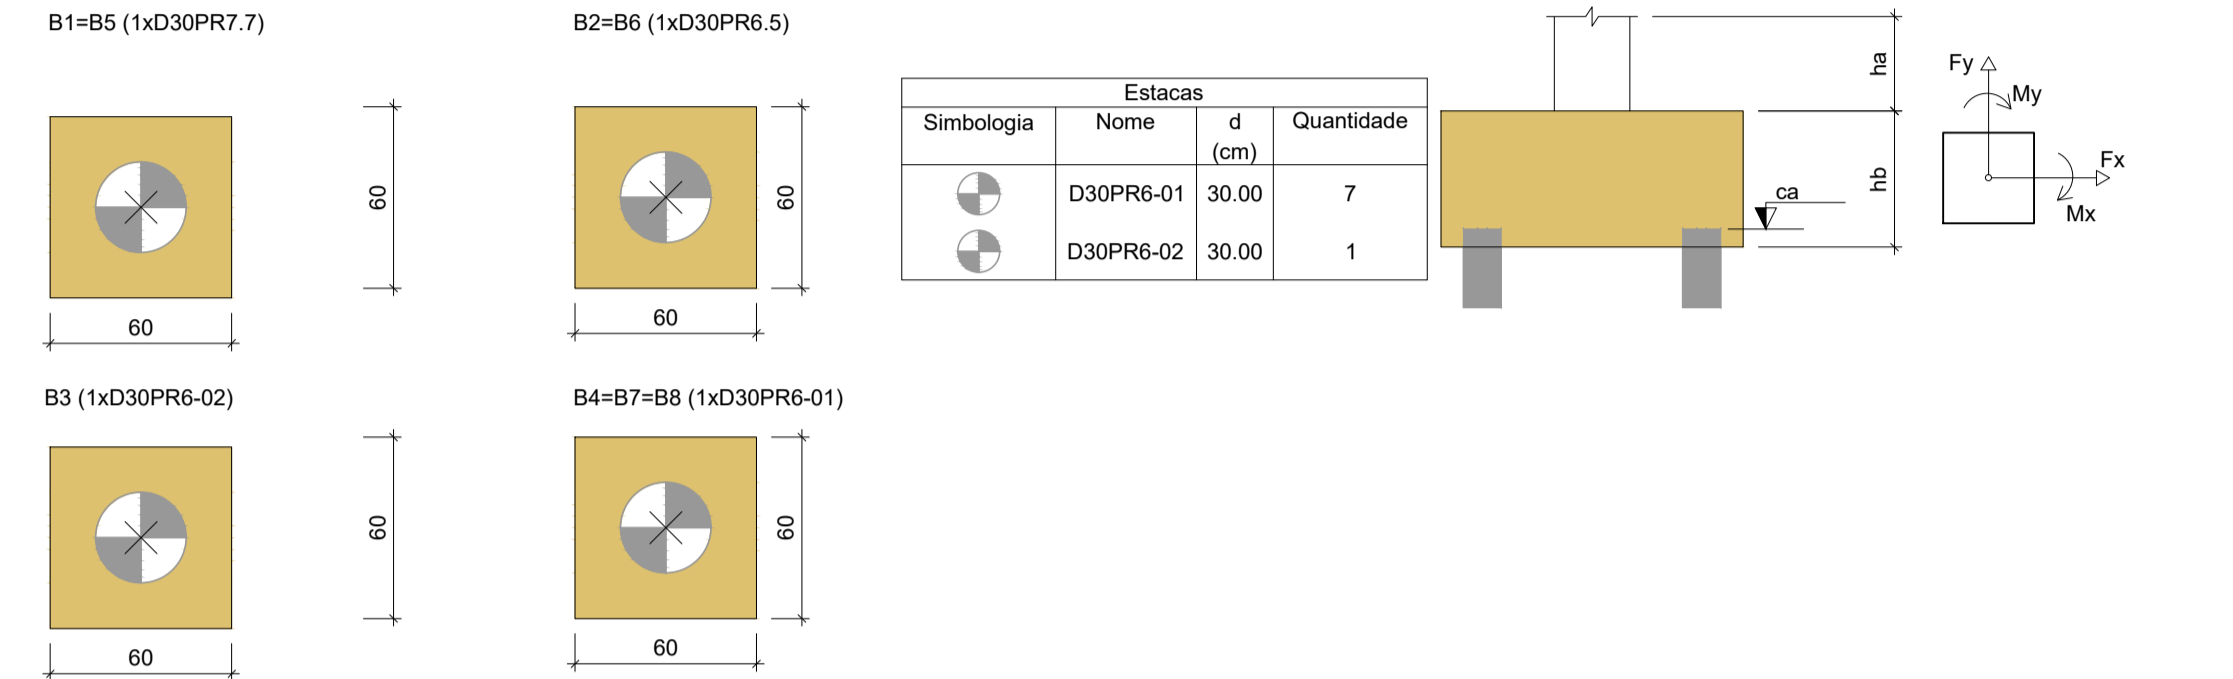 B1=B5 (1xD30PR7.7)
60
60
B2=B6 (1xD30PR6.5)
60
60
Estacas
Simbologia Nome d (cm) Quantidade
D30PR6-01 30.00 7
D30PR6-02 30.00 1
ha
hb
ca
Fy
My
Fx
Mx
B3 (1xD30PR6-02)
60
60
B4=B7=B8 (1xD30PR6-01)
60
60